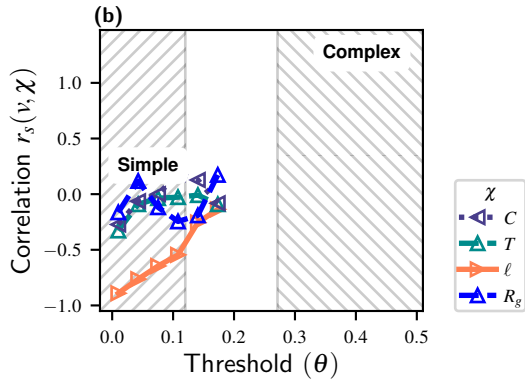 (b)
Correlation r_s(ν, χ)
1.0
0.5
0.0
−0.5
−1.0
Simple
Complex
0.0 0.1 0.2 0.3 0.4 0.5
Threshold (θ)
χ
C
T
ℓ
R_g